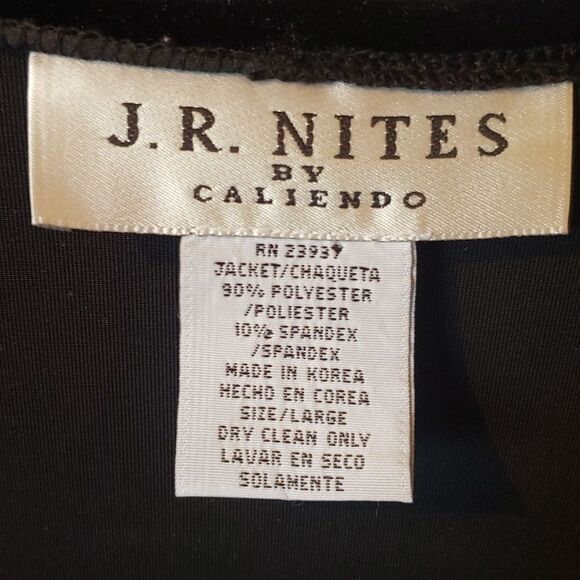 J.R. NITES
BY
CALIENDO
RN 23937
JACKET/CHAQUETA
90% POLYESTER
/POLIESTER
10% SPANDEX
/SPANDEX
MADE IN KOREA
HECHO EN COREA
SIZE/LARGE
DRY CLEAN ONLY
LAVAR EN SECO
SOLAMENTE